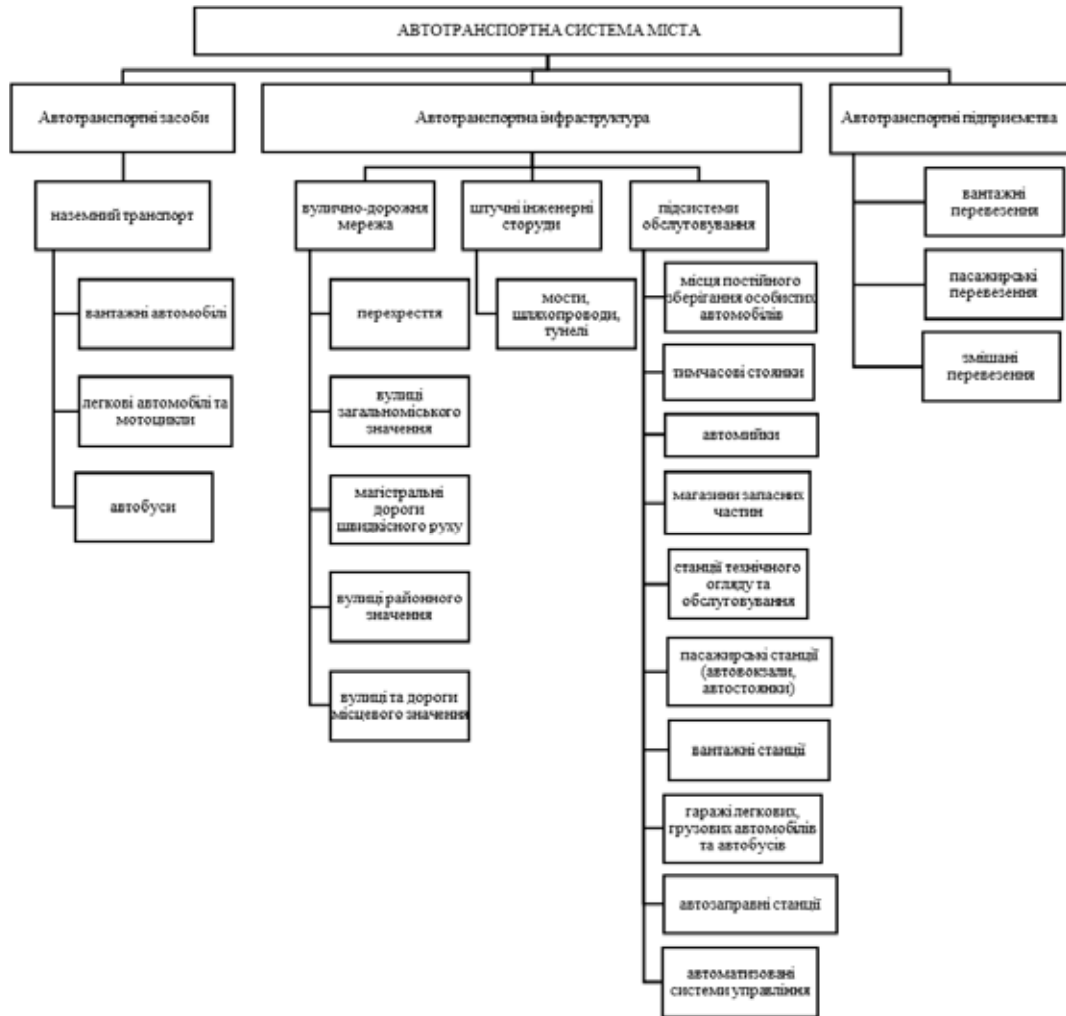 АВТОТРАНСПОРТНА СИСТЕМА МІСТА
Автотранспортні засоби
Автотранспортна інфраструктура
Автотранспортні підприємства
наземний транспорт
вантажні автомобілі
легкові автомобілі та
мотоцикли
автобуси
вулично-дорожня
мережа
перехрестя
вулиці
загальноміського
значення
магістральні
дороги
швидкісного руху
вулиці районного
значення
вулиці та дороги
місцевого значення
штучні інженерні
сторуди
мости,
шляхопроводи,
тунелі
підсистеми
обслуговування
місця постійного
зберігання особистих
автомобілів
тимчасові стоянки
автомийки
магазини запасних
частин
станції технічного
огляду та
обслуговування
пасажирські станції
(автовокзали,
автостоянки)
вантажні станції
гаражі легкових,
грузових автомобілів
та автобусів
автозаправні станції
автоматизовані
системи управління
вантажні
перевезення
пасажирські
перевезення
змішані
перевезення